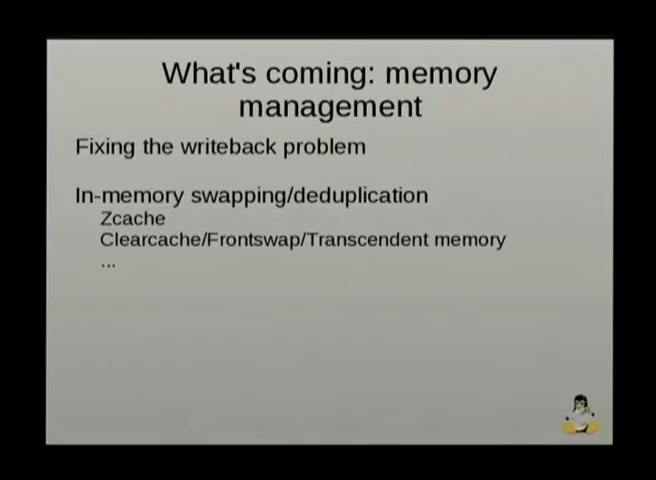 What's coming: memory
management
Fixing the writeback problem
In-memory swapping/deduplication
Zcache
Clearcache/Frontswap/Transcendent memory
...